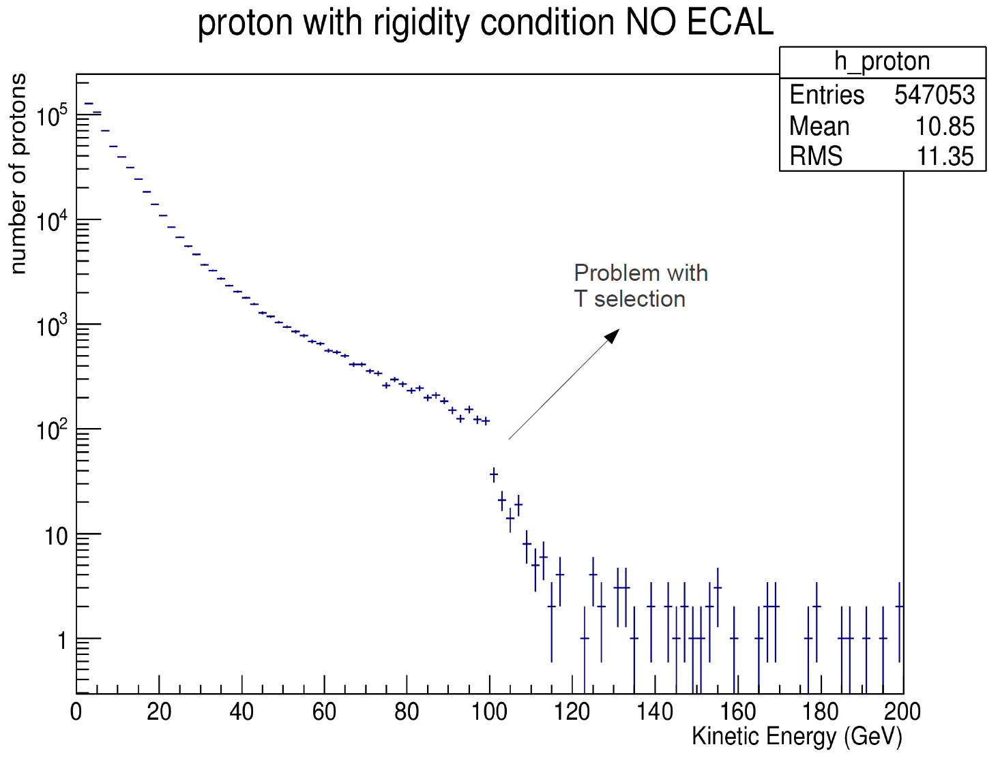 proton with rigidity condition NO ECAL
h_proton
Entries 547053
Mean 10.85
RMS 11.35
number of protons
10^5
10^4
10^3
10^2
10
1
Problem with
T selection
0 20 40 60 80 100 120 140 160 180 200
Kinetic Energy (GeV)